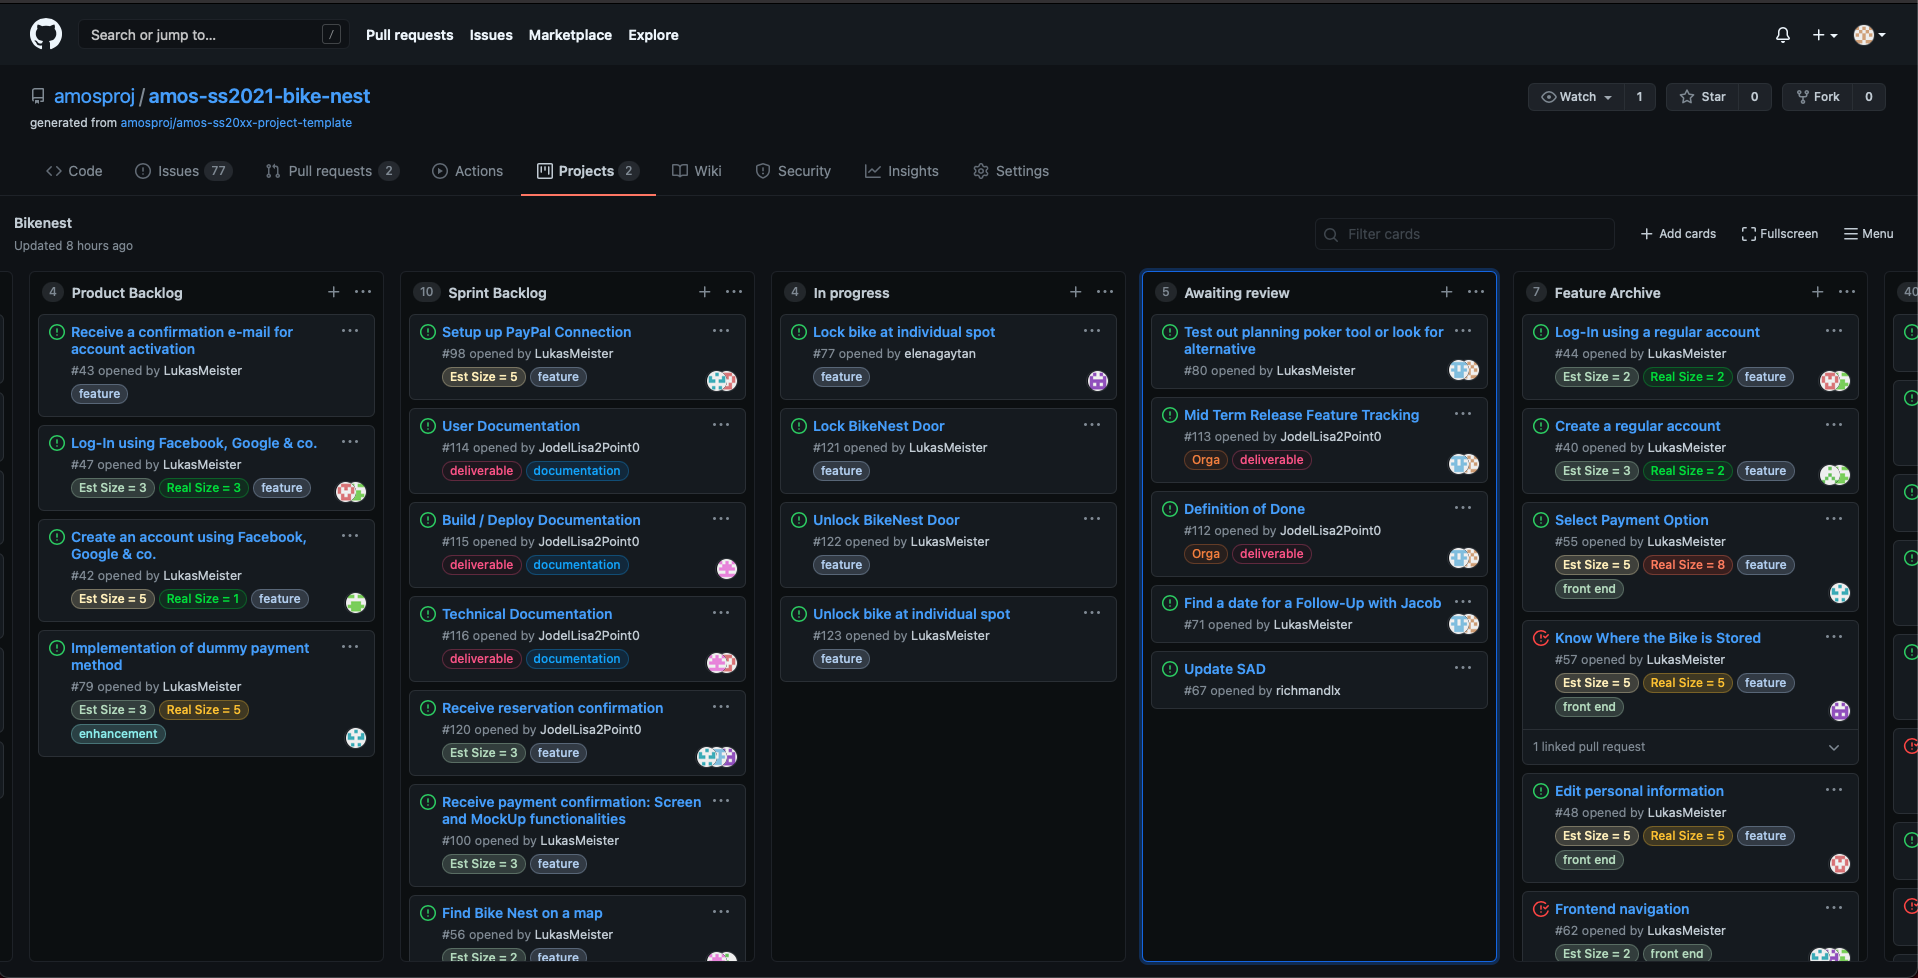 Search or jump to... /
Pull requests Issues Marketplace Explore
amosproj/amos-ss2021-bike-nest
generated from amosproj/amos-ss20xx-project-template
Watch 1 Star 0 Fork 0
Code Issues 77 Pull requests 2 Actions Projects 2 Wiki Security Insights Settings
Bikenest
Updated 8 hours ago
Filter cards
Add cards Fullscreen Menu
4 Product Backlog
Receive a confirmation e-mail for
account activation
#43 opened by LukasMeister
feature
Log-In using Facebook, Google & co.
#47 opened by LukasMeister
Est Size = 3 Real Size = 3 feature
Create an account using Facebook,
Google & co.
#42 opened by LukasMeister
Est Size = 5 Real Size = 1 feature
Implementation of dummy payment
method
#79 opened by LukasMeister
Est Size = 3 Real Size = 5
enhancement
10 Sprint Backlog
Setup up PayPal Connection
#98 opened by LukasMeister
Est Size = 5 feature
User Documentation
#114 opened by JodelLisa2Point0
deliverable documentation
Build / Deploy Documentation
#115 opened by JodelLisa2Point0
deliverable documentation
Technical Documentation
#116 opened by JodelLisa2Point0
deliverable documentation
Receive reservation confirmation
#120 opened by JodelLisa2Point0
Est Size = 3 feature
Receive payment confirmation: Screen
and MockUp functionalities
#100 opened by LukasMeister
Est Size = 3 feature
Find Bike Nest on a map
#56 opened by LukasMeister
Est Size = 2 feature
4 In progress
Lock bike at individual spot
#77 opened by elenagaytan
feature
Lock BikeNest Door
#121 opened by LukasMeister
feature
Unlock BikeNest Door
#122 opened by LukasMeister
feature
Unlock bike at individual spot
#123 opened by LukasMeister
feature
5 Awaiting review
Test out planning poker tool or look for
alternative
#80 opened by LukasMeister
Mid Term Release Feature Tracking
#113 opened by JodelLisa2Point0
Orga deliverable
Definition of Done
#112 opened by JodelLisa2Point0
Orga deliverable
Find a date for a Follow-Up with Jacob
#71 opened by LukasMeister
Update SAD
#67 opened by richmandlx
7 Feature Archive
Log-In using a regular account
#44 opened by LukasMeister
Est Size = 2 Real Size = 2 feature
Create a regular account
#40 opened by LukasMeister
Est Size = 3 Real Size = 2 feature
Select Payment Option
#55 opened by LukasMeister
Est Size = 5 Real Size = 8 feature
front end
Know Where the Bike is Stored
#57 opened by LukasMeister
Est Size = 5 Real Size = 5 feature
front end
1 linked pull request
Edit personal information
#48 opened by LukasMeister
Est Size = 5 Real Size = 5 feature
front end
Frontend navigation
#62 opened by LukasMeister
Est Size = 2 front end
40